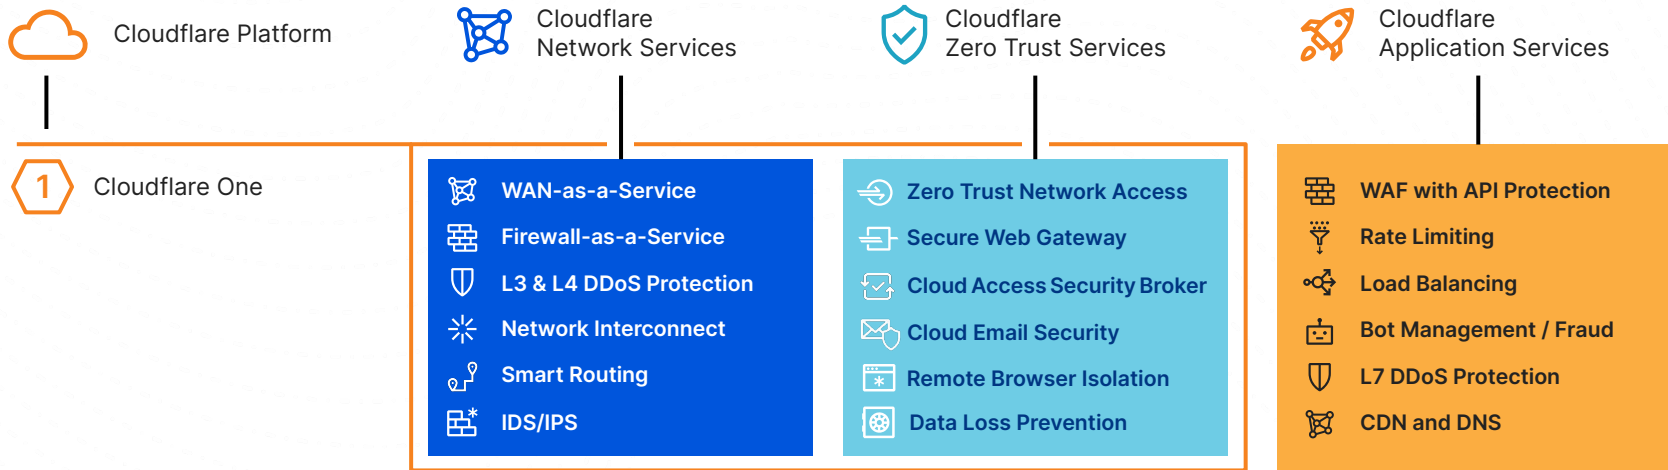 Cloudflare Platform
Cloudflare
Network Services
Cloudflare
Zero Trust Services
Cloudflare
Application Services
1
Cloudflare One
WAN-as-a-Service
Firewall-as-a-Service
L3 & L4 DDoS Protection
Network Interconnect
Smart Routing
IDS/IPS
Zero Trust Network Access
Secure Web Gateway
Cloud Access Security Broker
Cloud Email Security
Remote Browser Isolation
Data Loss Prevention
WAF with API Protection
Rate Limiting
Load Balancing
Bot Management / Fraud
L7 DDoS Protection
CDN and DNS